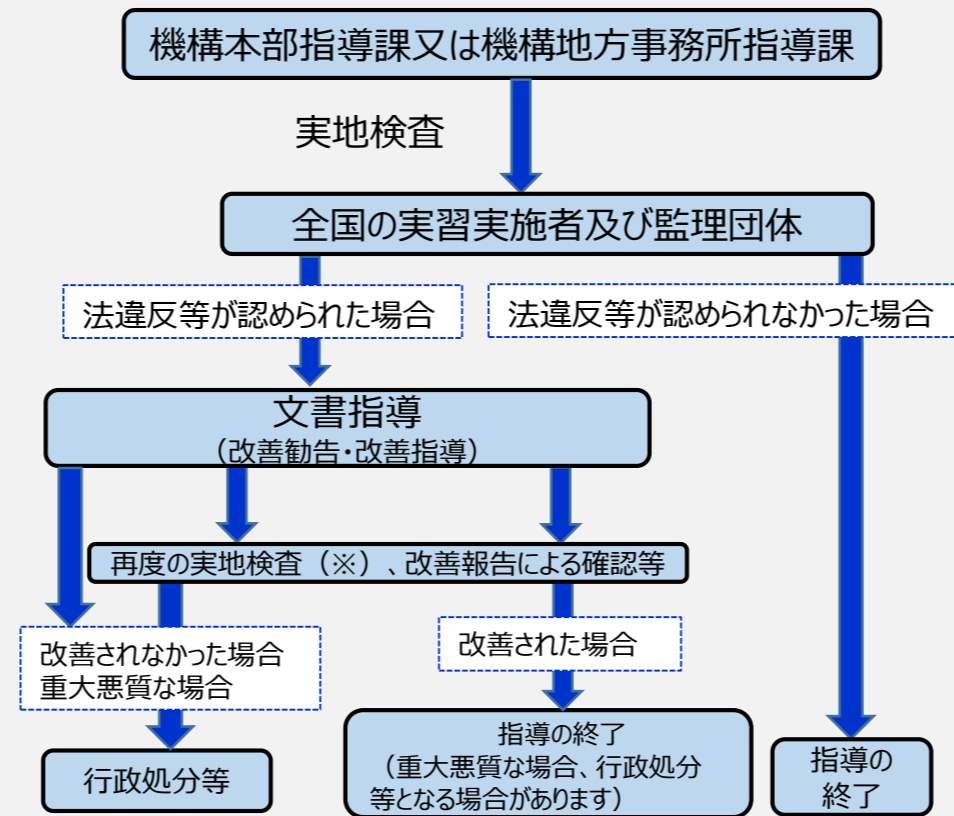 機構本部指導課又は機構地方事務所指導課
実地検査
全国の実習実施者及び監理団体
法違反等が認められた場合
法違反等が認められなかった場合
文書指導
（改善勧告・改善指導）
再度の実地検査（※）、改善報告による確認等
改善されなかった場合
重大悪質な場合
改善された場合
行政処分等
指導の終了
（重大悪質な場合、行政処分
等となる場合があります）
指導の
終了